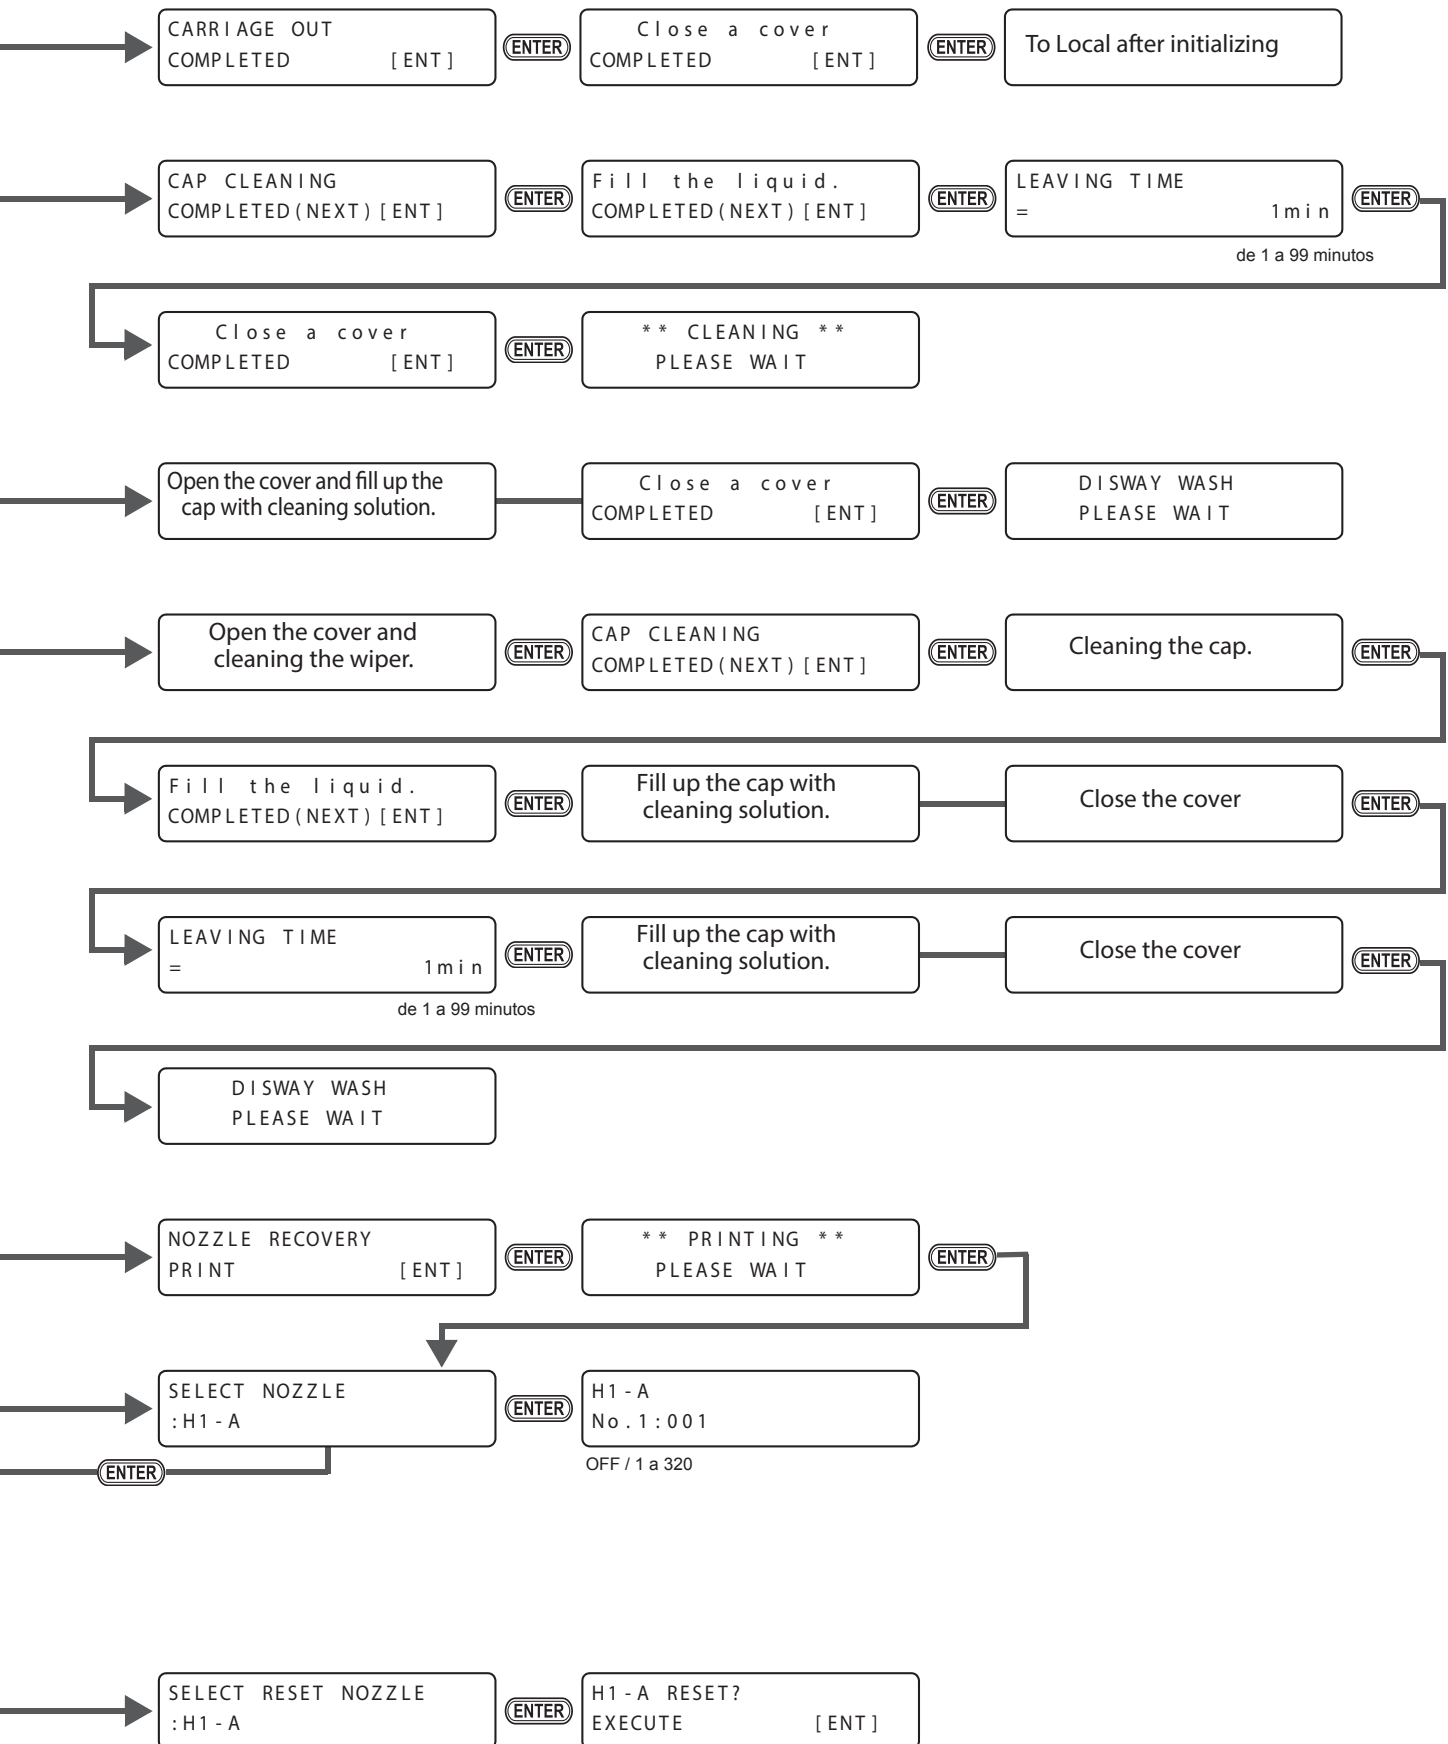 CARRIAGE OUT
COMPLETED [ENT]
ENTER
Close a cover
COMPLETED [ENT]
ENTER
To Local after initializing
CAP CLEANING
COMPLETED(NEXT)[ENT]
ENTER
Fill the liquid.
COMPLETED(NEXT)[ENT]
ENTER
LEAVING TIME
= 1min
ENTER
de 1 a 99 minutos
Close a cover
COMPLETED [ENT]
ENTER
** CLEANING **
PLEASE WAIT
Open the cover and fill up the
cap with cleaning solution.
Close a cover
COMPLETED [ENT]
ENTER
DISWAY WASH
PLEASE WAIT
Open the cover and
cleaning the wiper.
ENTER
CAP CLEANING
COMPLETED(NEXT)[ENT]
ENTER
Cleaning the cap.
ENTER
Fill the liquid.
COMPLETED(NEXT)[ENT]
ENTER
Fill up the cap with
cleaning solution.
Close the cover
ENTER
LEAVING TIME
= 1min
de 1 a 99 minutos
ENTER
Fill up the cap with
cleaning solution.
Close the cover
ENTER
DISWAY WASH
PLEASE WAIT
NOZZLE RECOVERY
PRINT [ENT]
ENTER
** PRINTING **
PLEASE WAIT
ENTER
SELECT NOZZLE
:H1-A
ENTER
H1-A
No.1:001
OFF / 1 a 320
ENTER
SELECT RESET NOZZLE
:H1-A
ENTER
H1-A RESET?
EXECUTE [ENT]